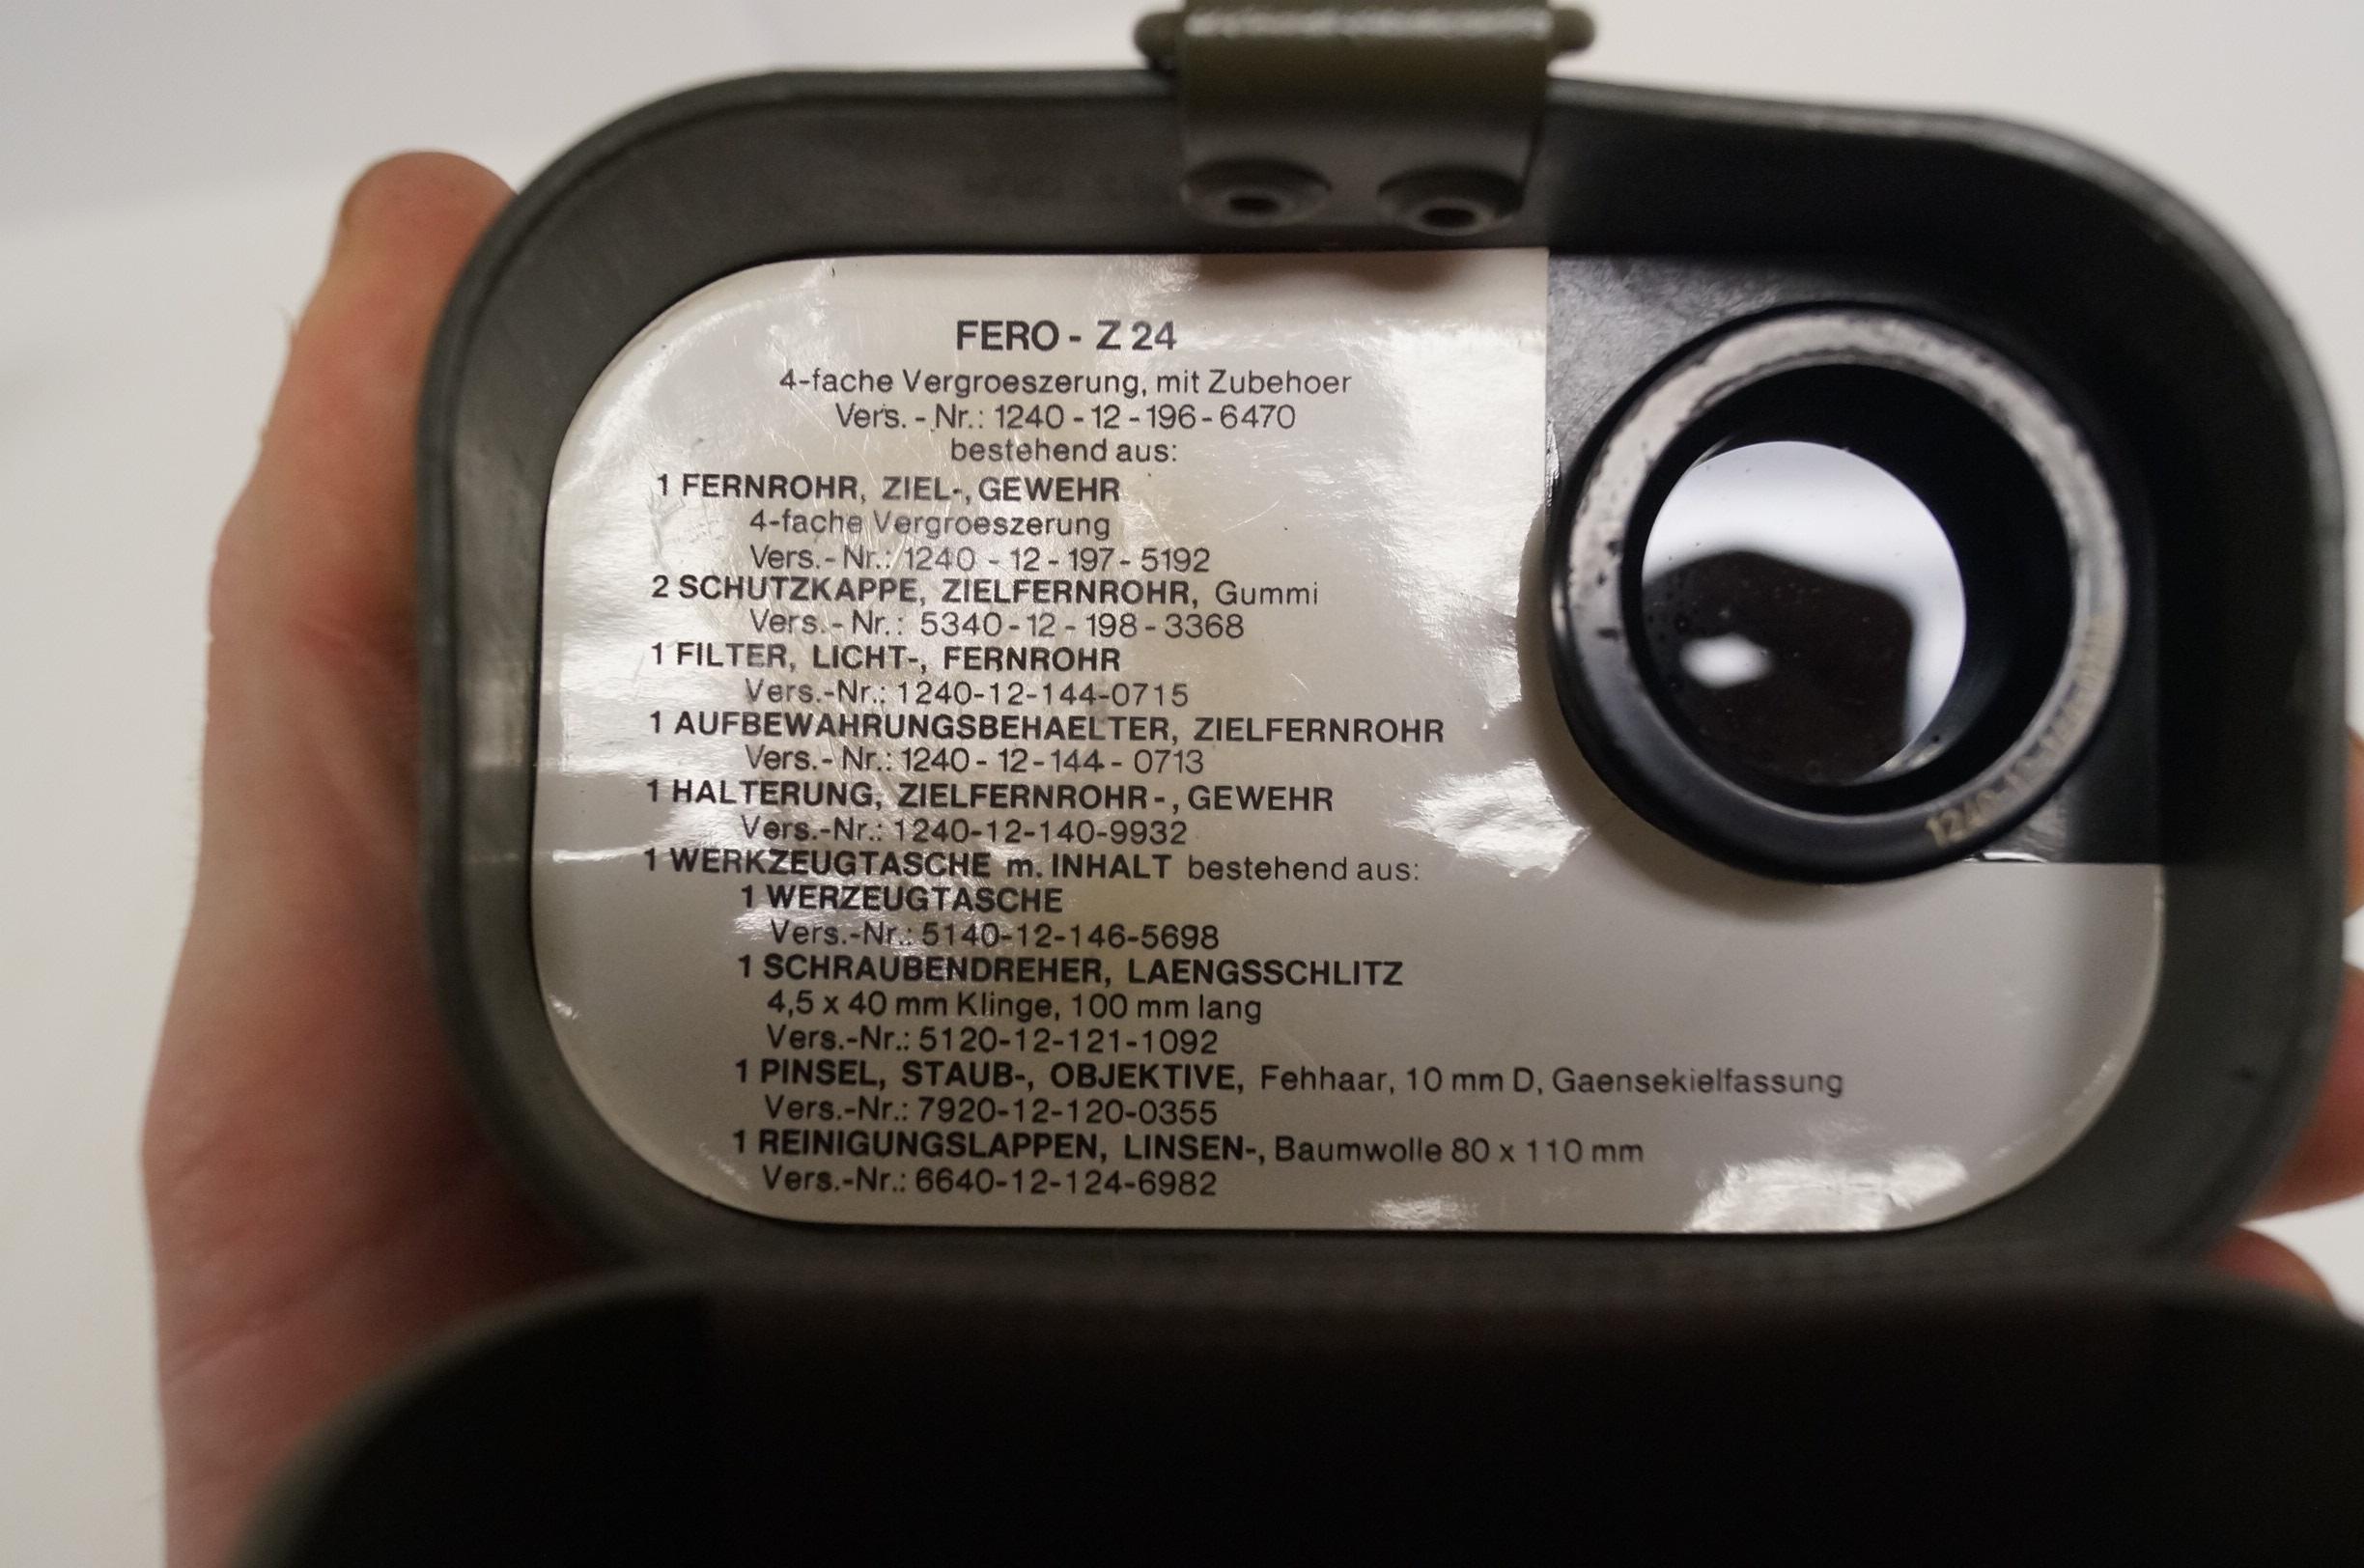 FERO - Z 24
4-fache Vergroeszerung, mit Zubehoer
Vers. - Nr.: 1240 - 12 - 196 - 6470
bestehend aus:
1 FERNROHR, ZIEL-, GEWEHR
4-fache Vergroeszerung
Vers. - Nr.: 1240 - 12 - 197 - 5192
2 SCHUTZKAPPE, ZIELFERNROHR, Gummi
Vers. - Nr.: 5340 - 12 - 198 - 3368
1 FILTER, LICHT-, FERNROHR
Vers.-Nr.: 1240-12-144-0715
1 AUFBEWAHRUNGSBEHAELTER, ZIELFERNROHR
Vers.- Nr.: 1240 - 12-144 - 0713
1 HALTERUNG, ZIELFERNROHR -, GEWEHR
Vers.-Nr.: 1240-12-140-9932
1 WERKZEUGTASCHE m. INHALT bestehend aus:
1 WERZEUGTASCHE
Vers.-Nr.: 5140-12-146-5698
1 SCHRAUBENDREHER, LAENGSSCHLITZ
4,5 x 40 mm Klinge, 100 mm lang
Vers.-Nr.: 5120-12-121-1092
1 PINSEL, STAUB-, OBJEKTIVE, Fehhaar, 10 mm D, Gaensekielfassung
Vers.-Nr.: 7920-12-120-0355
1 REINIGUNGSLAPPEN, LINSEN-, Baumwolle 80 x 110 mm
Vers.-Nr.: 6640-12-124-6982